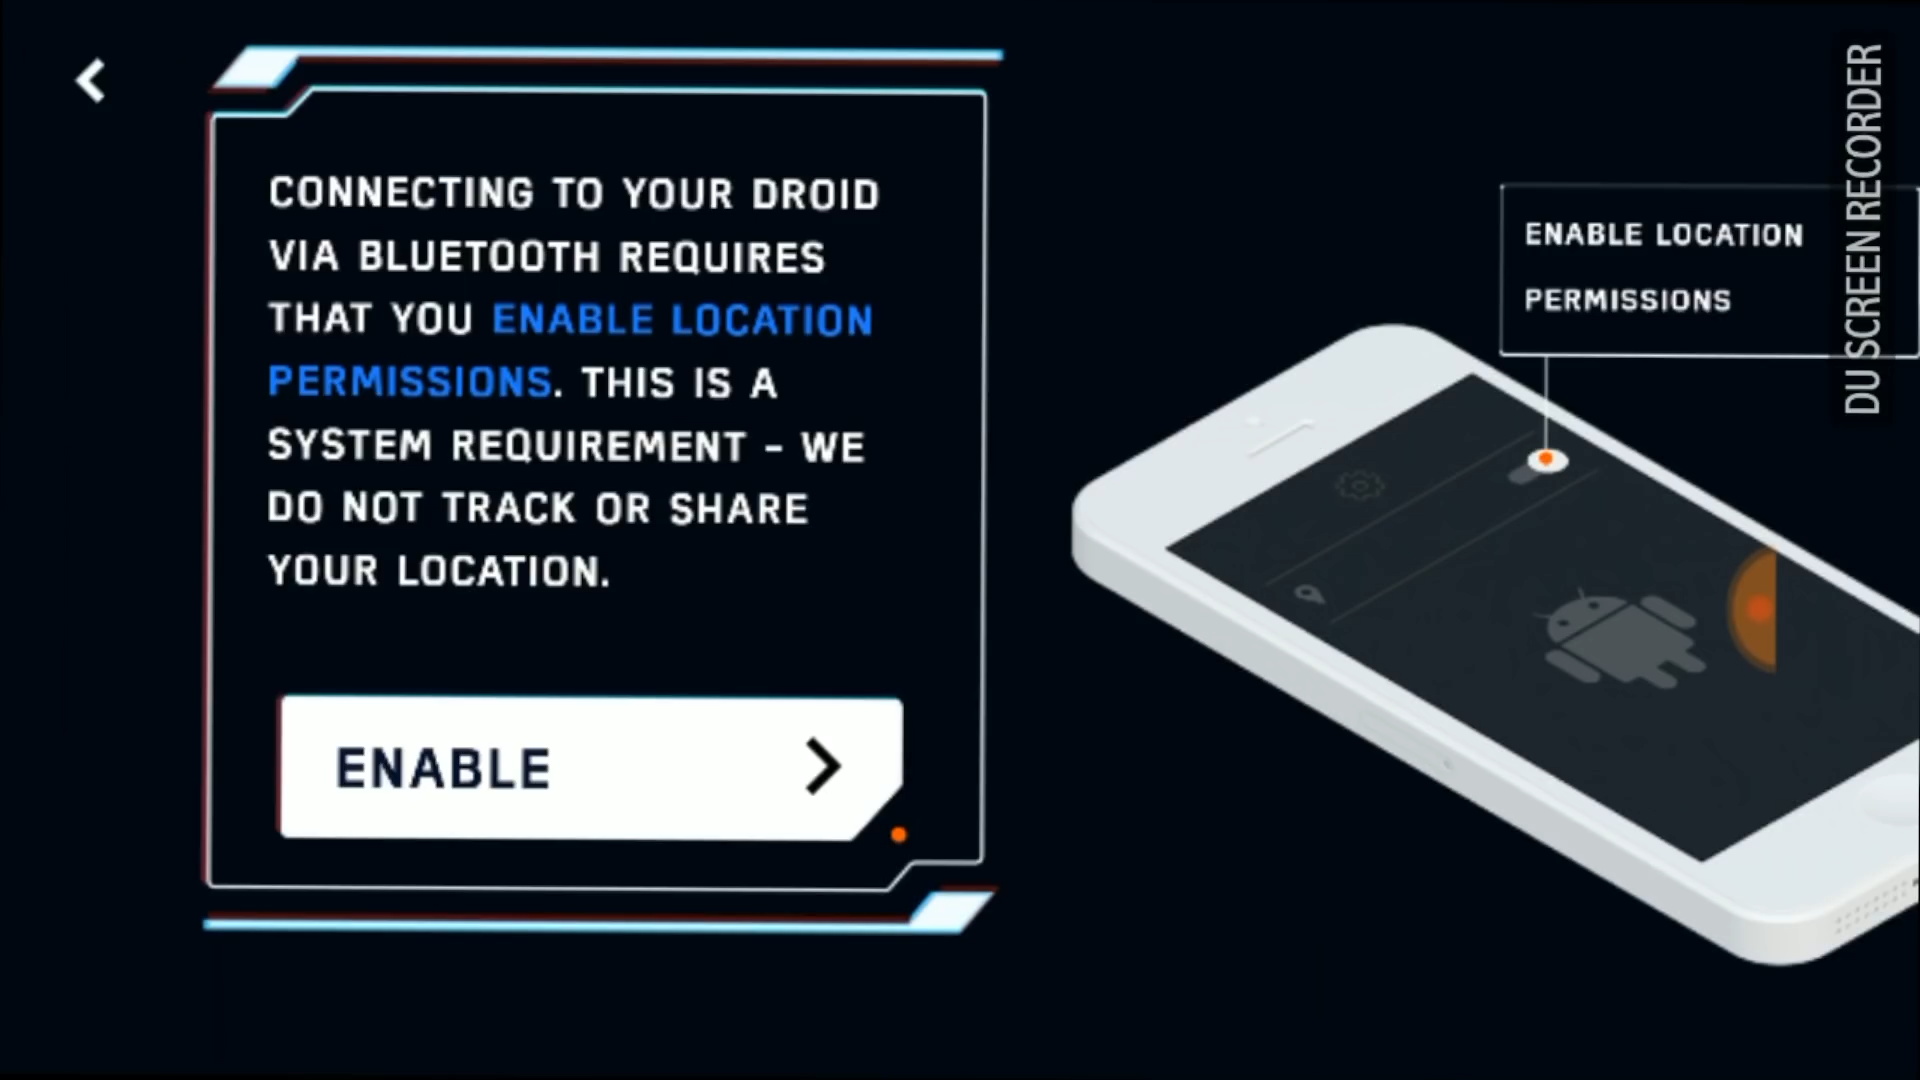 CONNECTING TO YOUR DROID
VIA BLUETOOTH REQUIRES
THAT YOU ENABLE LOCATION
PERMISSIONS. THIS IS A
SYSTEM REQUIREMENT - WE
DO NOT TRACK OR SHARE
YOUR LOCATION.
ENABLE
ENABLE LOCATION
PERMISSIONS
DU SCREEN RECORDER